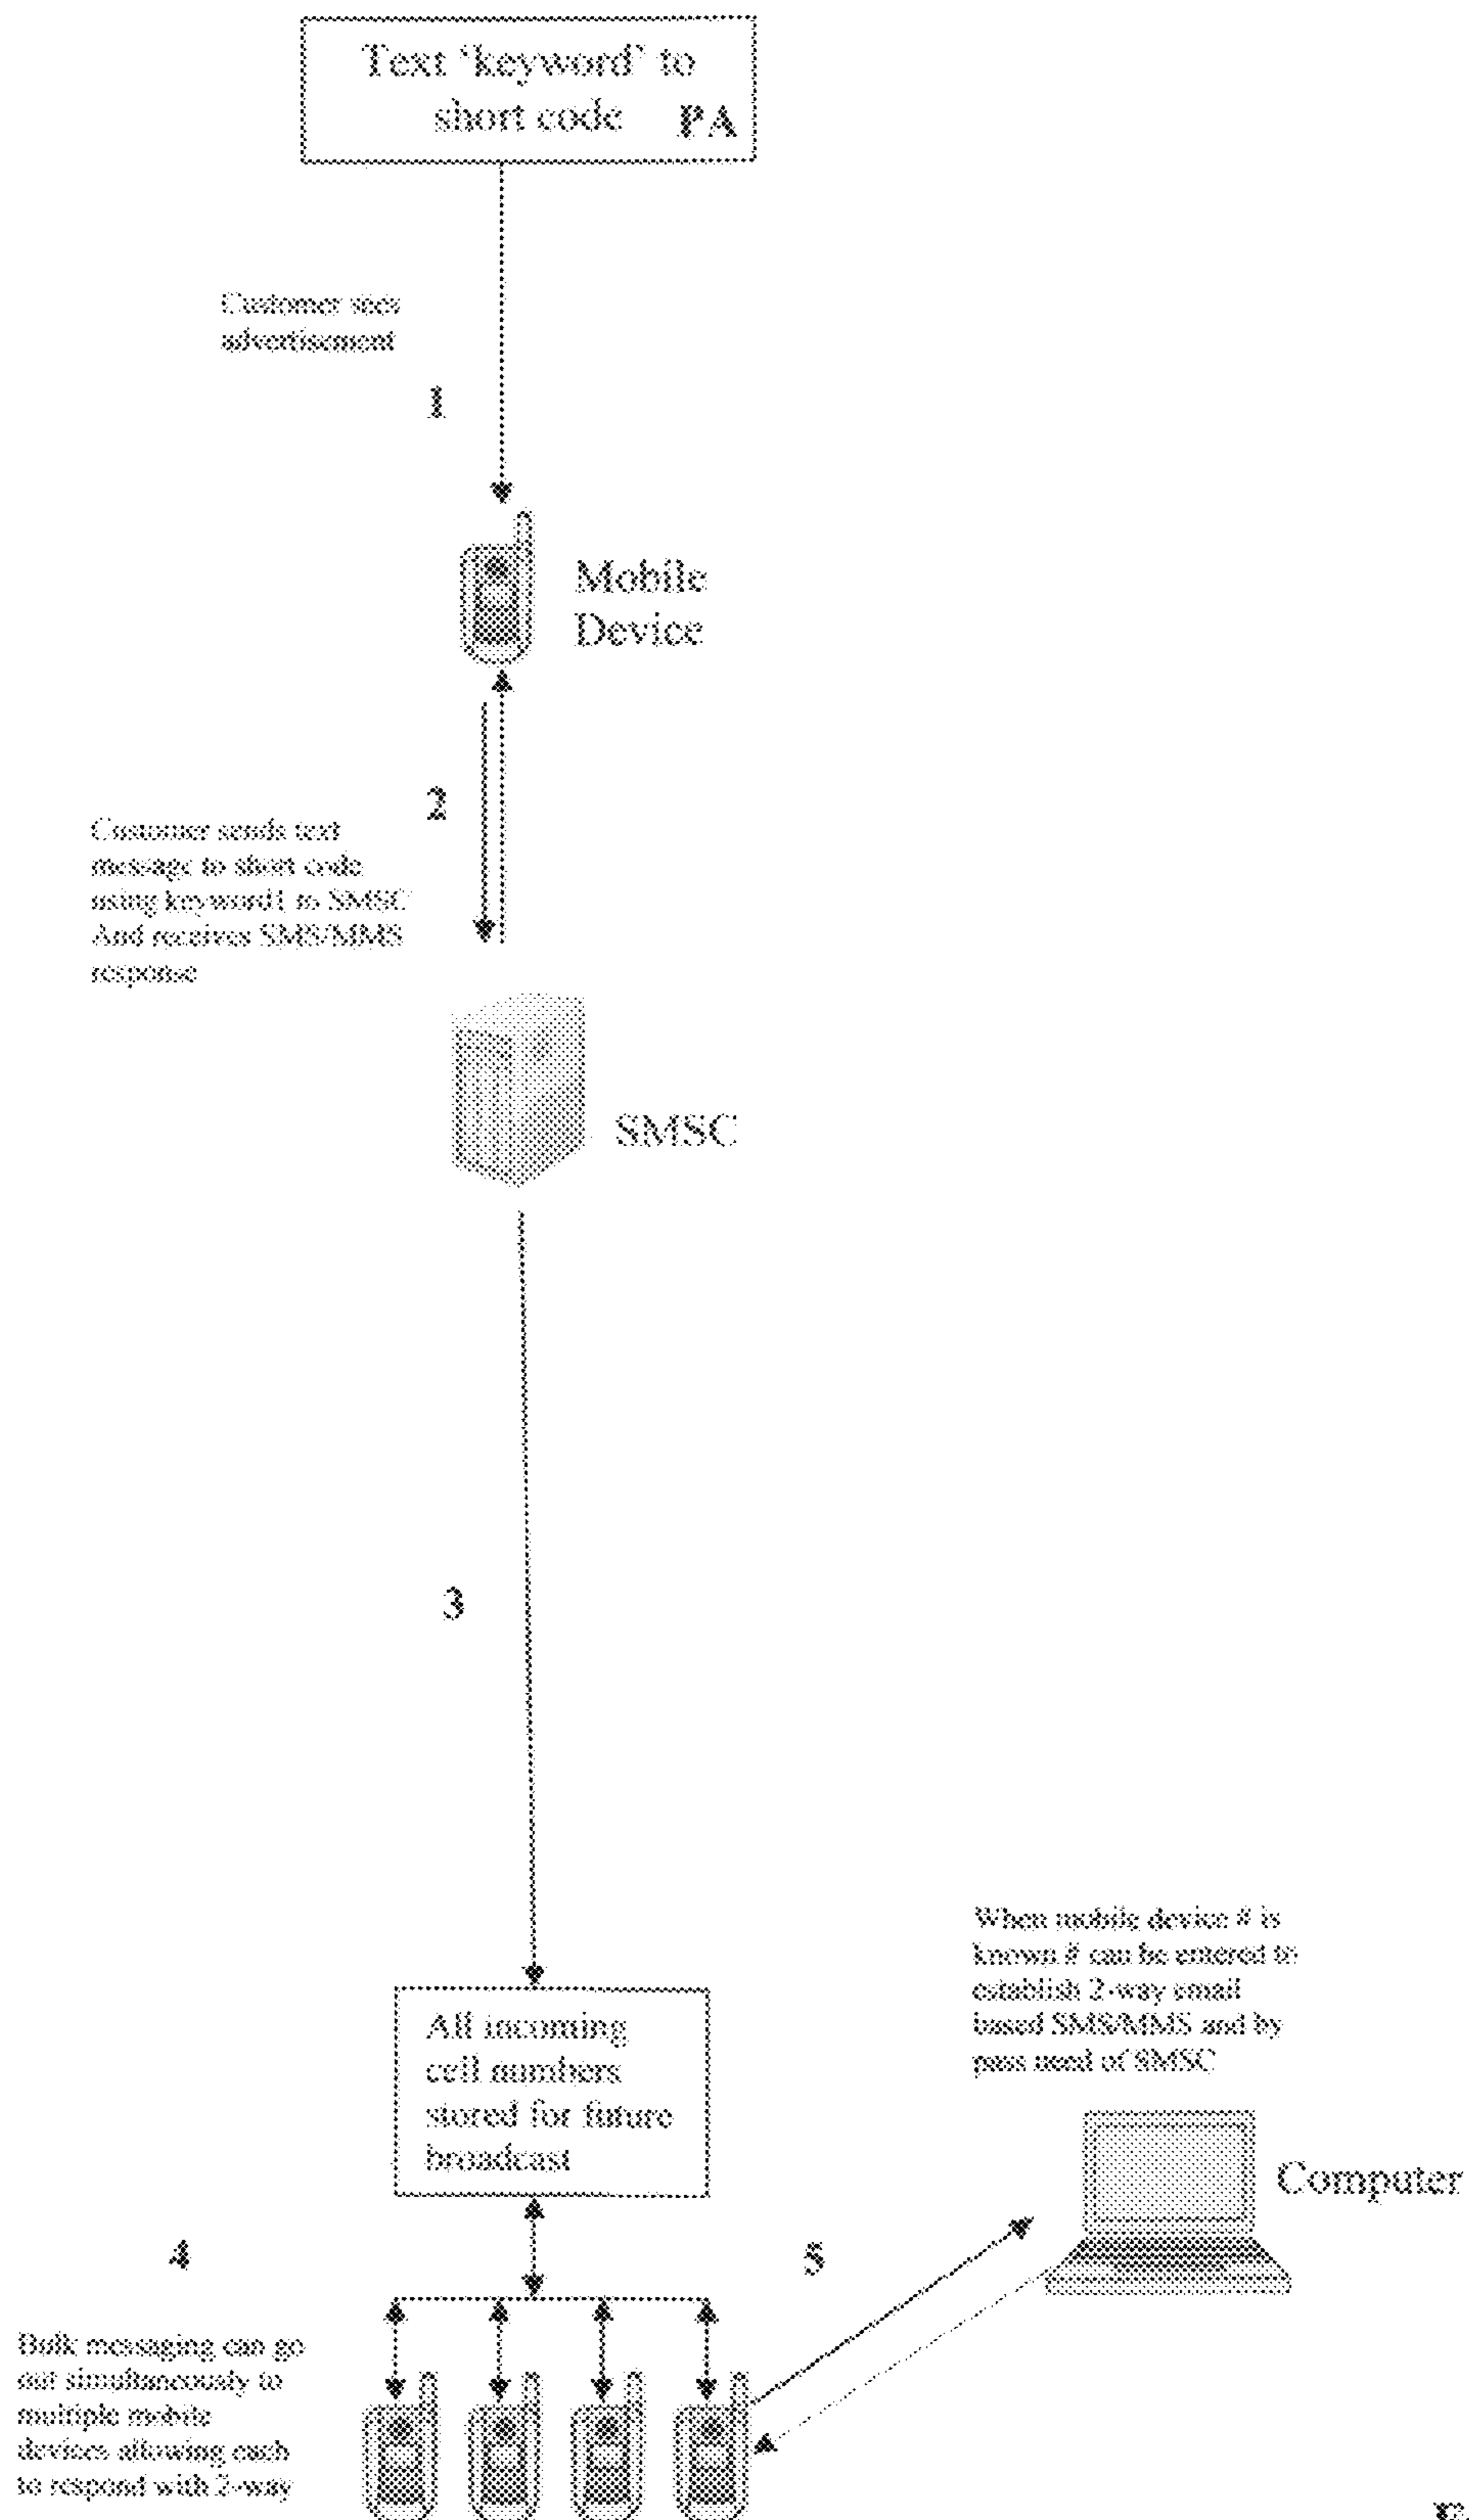 Text ‘keyword’ to
short code PA
Customer sees
advertisement
1
Mobile
Device
2
Customer sends text
message to short code
using keyword1 to SMSC
And receives SMS/MMS
response
SMSC
3
When mobile device # is
known # can be entered to
establish 2-way email
based SMS/MMS and by
pass need of SMSC
All incoming
cell numbers
stored for future
broadcast
Computer
4
5
Bulk messaging can go
out simultaneously to
multiple mobile
devices allowing each
to respond with 2-way